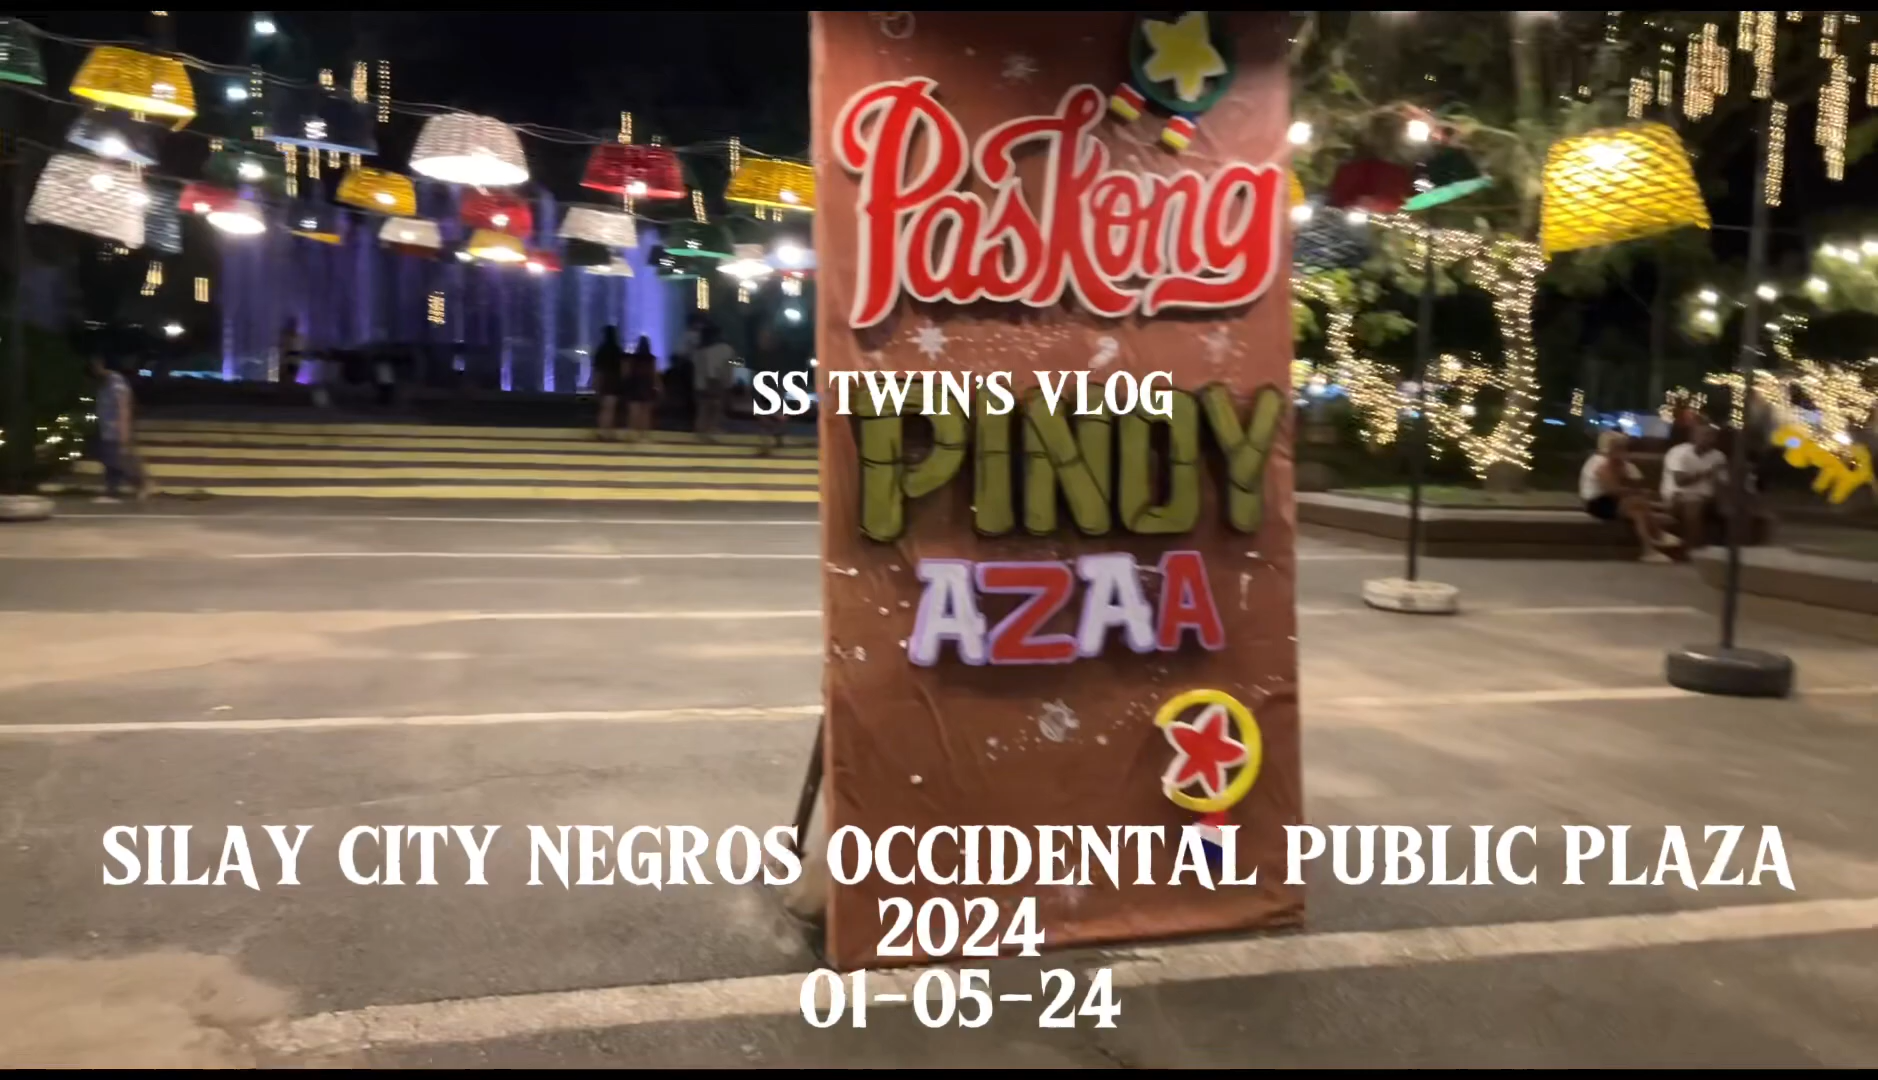 Paskong
SS TWIN'S VLOG
PINOY
AZAA
SILAY CITY NEGROS OCCIDENTAL PUBLIC PLAZA
2024
01-05-24